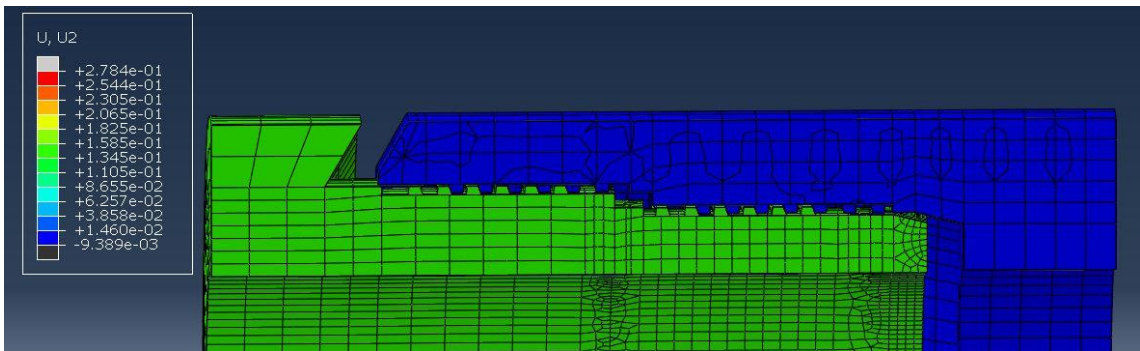 U, U2
+2.784e-01
+2.544e-01
+2.305e-01
+2.065e-01
+1.825e-01
+1.585e-01
+1.345e-01
+1.105e-01
+8.655e-02
+6.257e-02
+3.858e-02
+1.460e-02
-9.389e-03